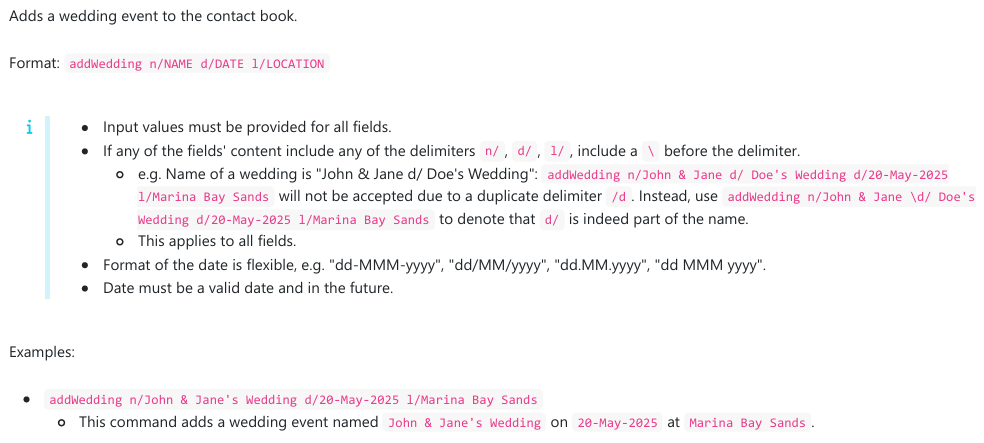 Adds a wedding event to the contact book.
Format: addWedding n/NAME d/DATE l/LOCATION
i
• Input values must be provided for all fields.
• If any of the fields' content include any of the delimiters n/ , d/ , l/ , include a \ before the delimiter.
e.g. Name of a wedding is "John & Jane d/ Doe's Wedding": addWedding n/John & Jane d/ Doe's Wedding d/20-May-2025
l/Marina Bay Sands will not be accepted due to a duplicate delimiter /d . Instead, use addWedding n/John & Jane \d/ Doe's
Wedding d/20-May-2025 l/Marina Bay Sands to denote that d/ is indeed part of the name.
This applies to all fields.
• Format of the date is flexible, e.g. "dd-MMM-yyyy", "dd/MM/yyyy", "dd.MM.yyyy", "dd MMM yyyy".
• Date must be a valid date and in the future.
Examples:
• addWedding n/John & Jane's Wedding d/20-May-2025 l/Marina Bay Sands
This command adds a wedding event named John & Jane's Wedding on 20-May-2025 at Marina Bay Sands .